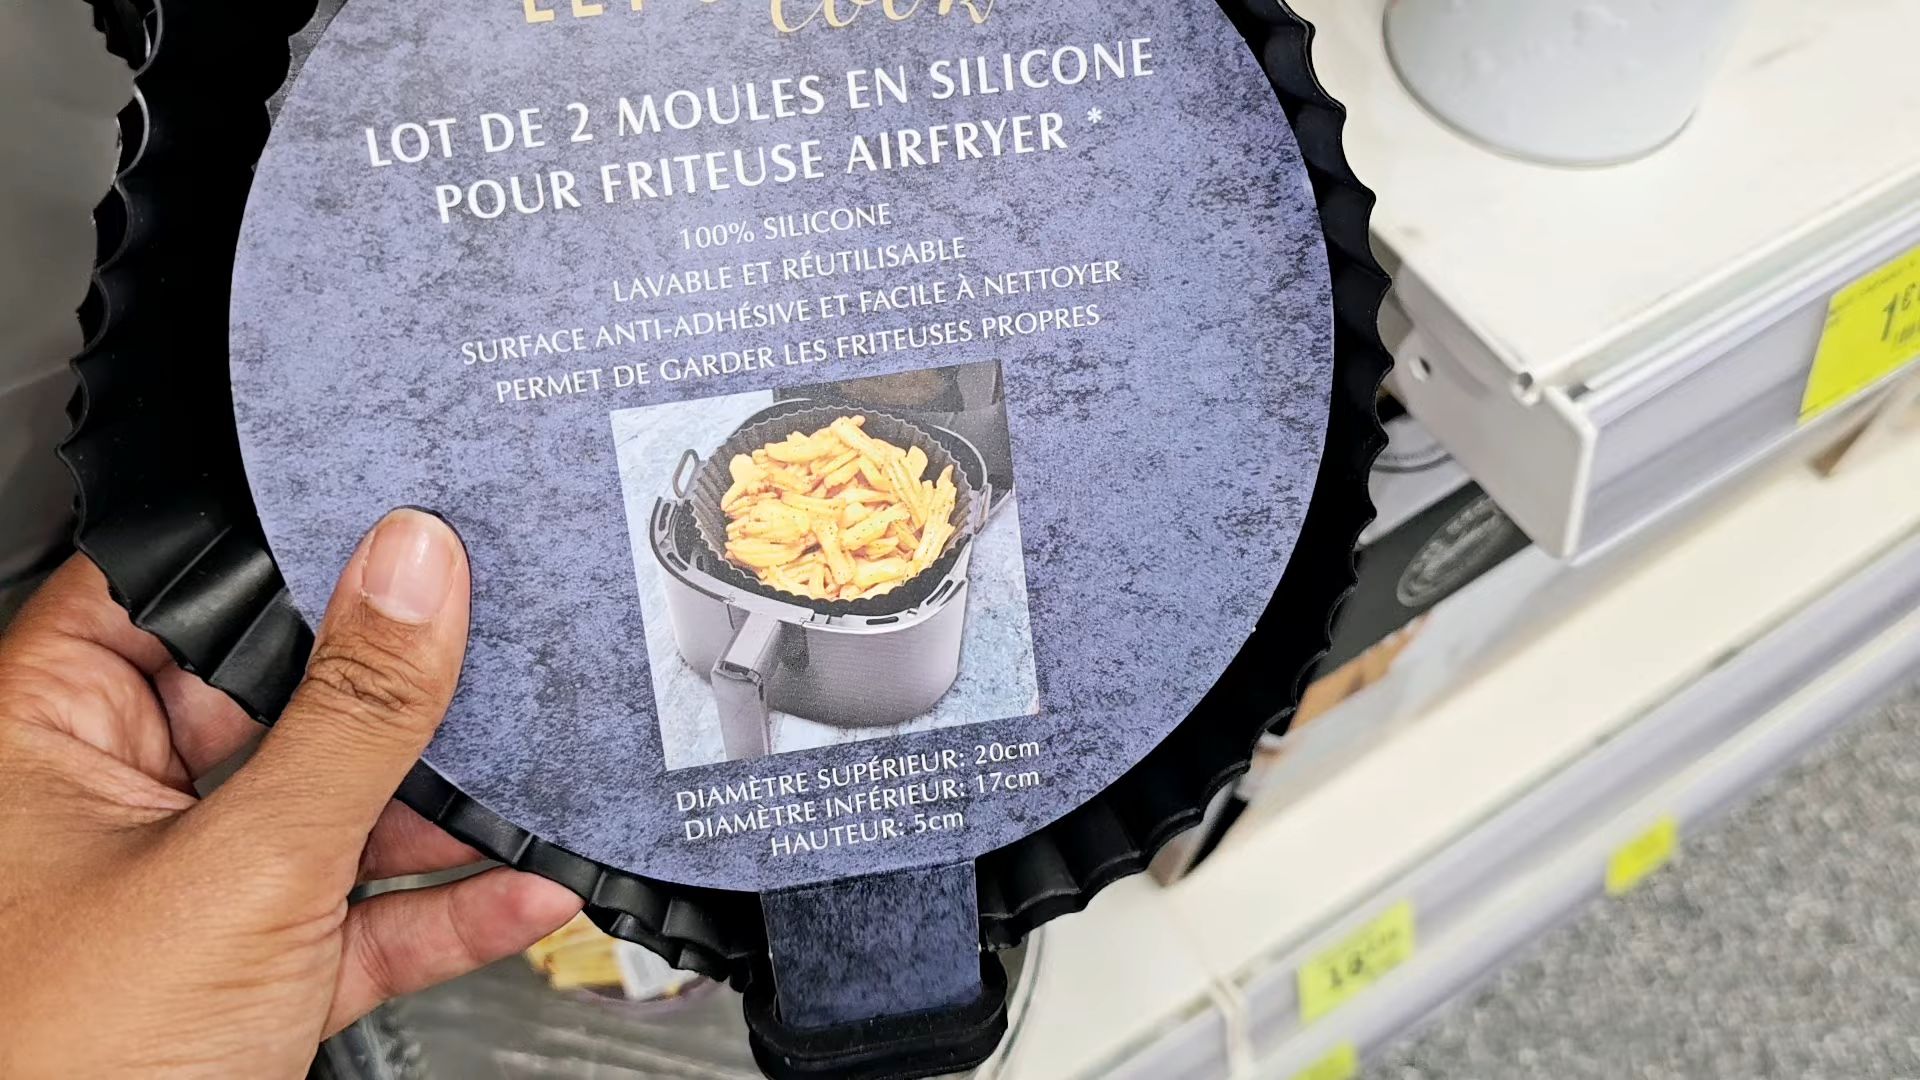 cook
LOT DE 2 MOULES EN SILICONE
POUR FRITEUSE AIRFRYER *
100% SILICONE
LAVABLE ET RÉUTILISABLE
SURFACE ANTI-ADHÉSIVE ET FACILE À NETTOYER
PERMET DE GARDER LES FRITEUSES PROPRES
DIAMÈTRE SUPÉRIEUR: 20cm
DIAMÈTRE INFÉRIEUR: 17cm
HAUTEUR: 5cm